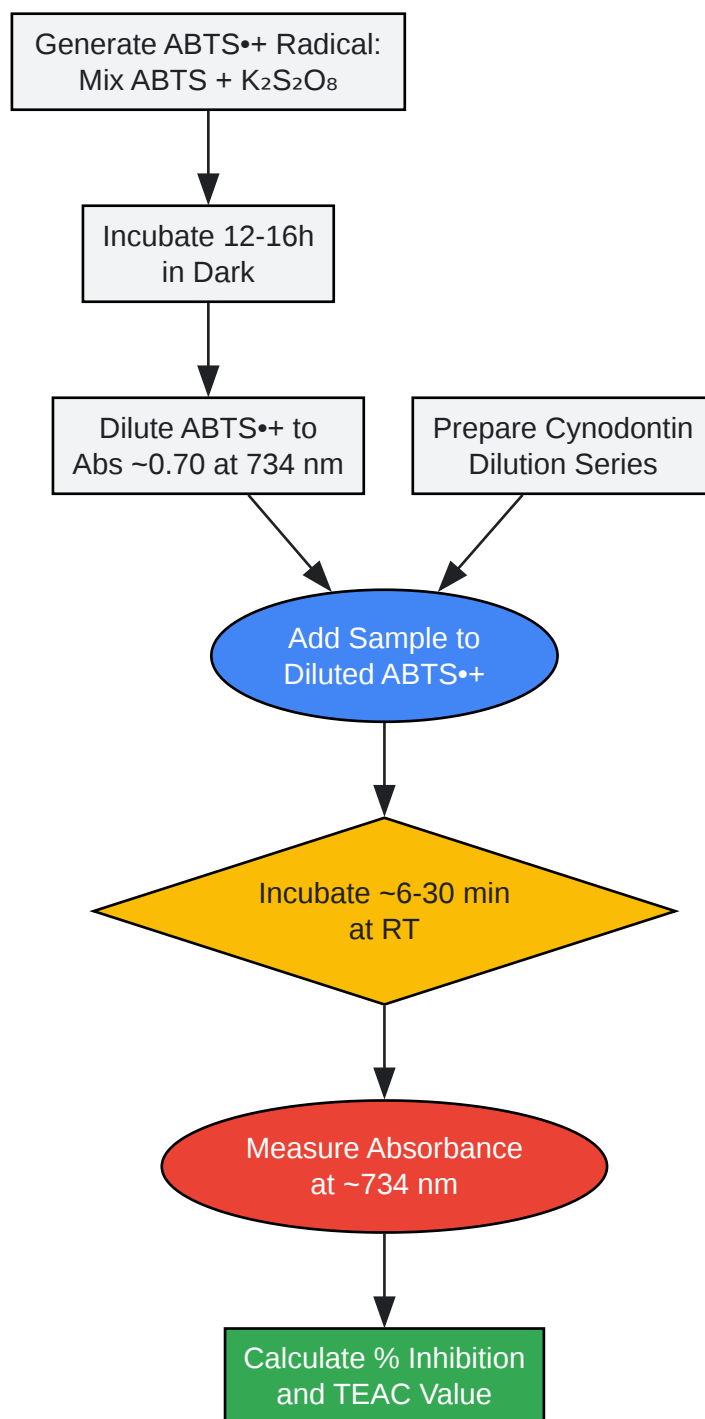 Generate ABTS•+ Radical:
Mix ABTS + K₂S₂O₈
Incubate 12-16h
in Dark
Dilute ABTS•+ to
Abs ~0.70 at 734 nm
Prepare Cynodontin
Dilution Series
Add Sample to
Diluted ABTS•+
Incubate ~6-30 min
at RT
Measure Absorbance
at ~734 nm
Calculate % Inhibition
and TEAC Value